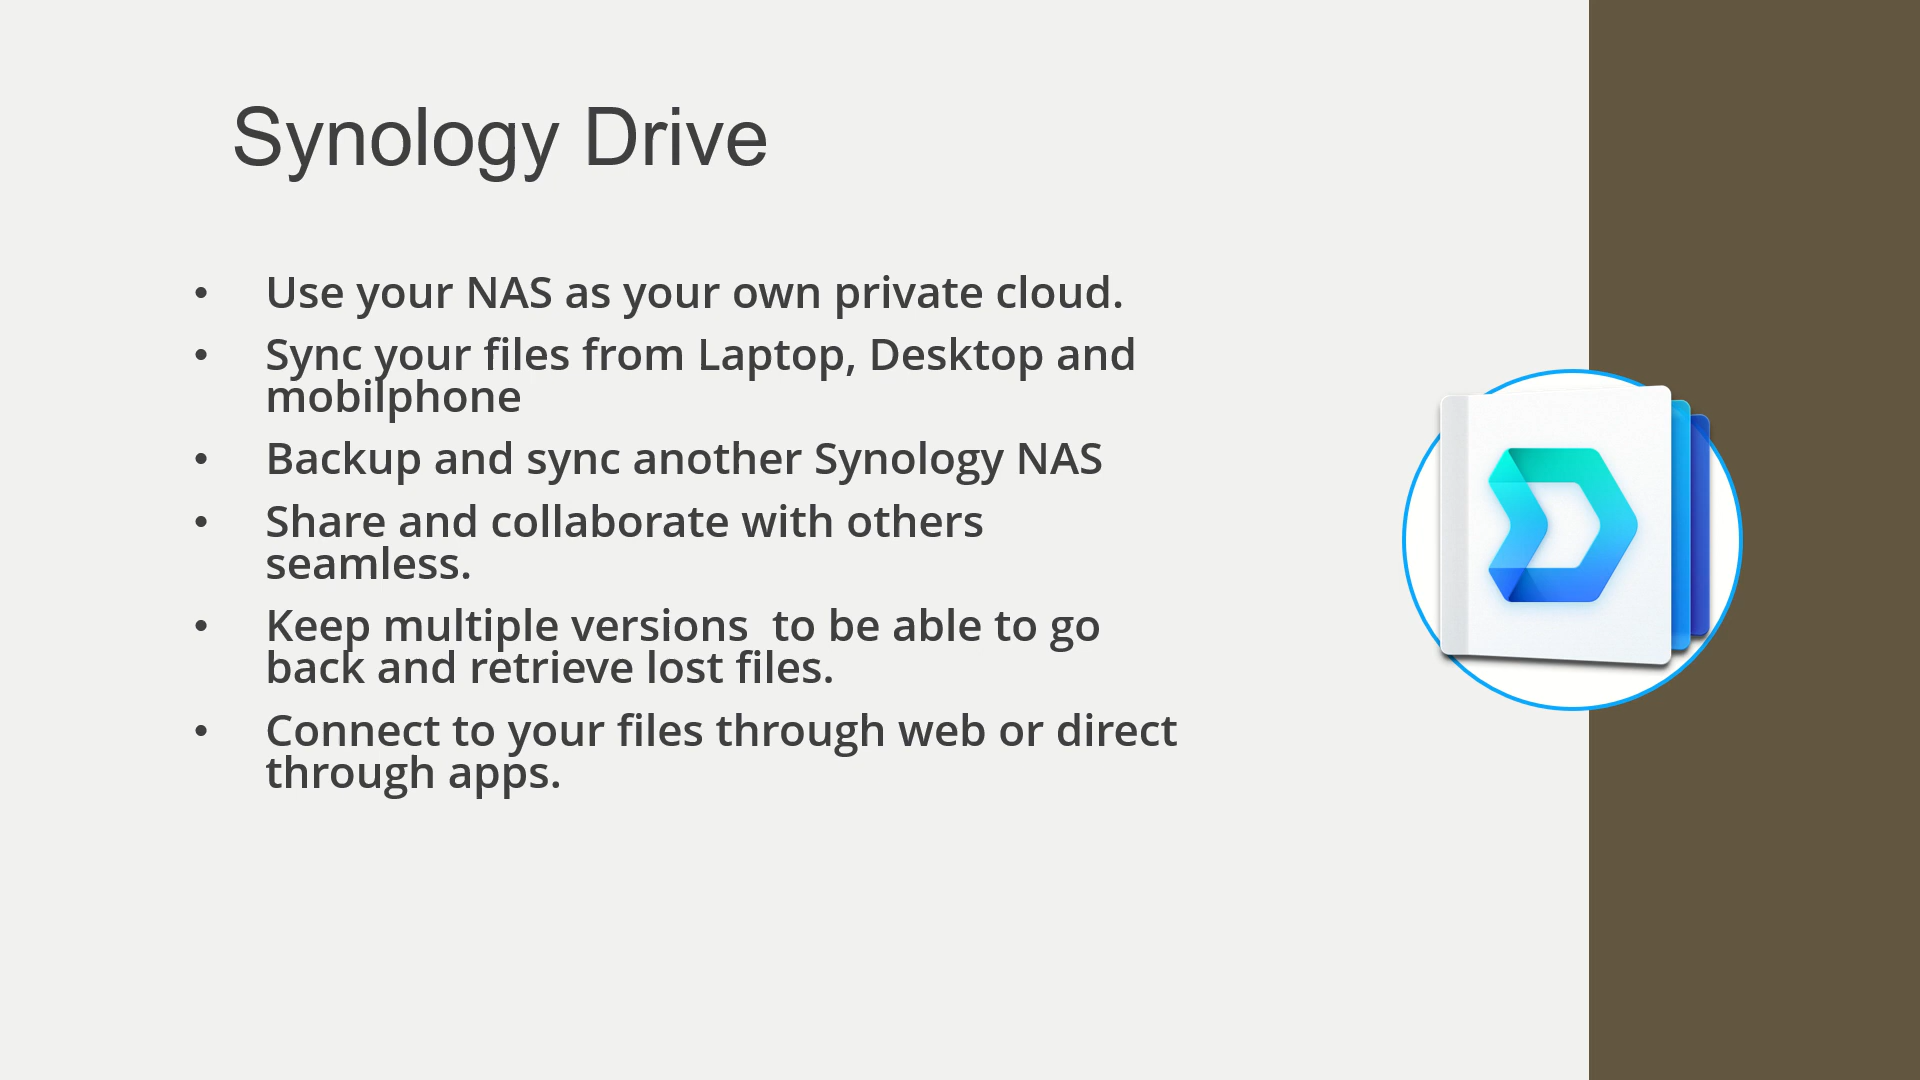 Synology Drive
• Use your NAS as your own private cloud.
• Sync your files from Laptop, Desktop and
mobilphone
• Backup and sync another Synology NAS
• Share and collaborate with others
seamless.
• Keep multiple versions  to be able to go
back and retrieve lost files.
• Connect to your files through web or direct
through apps.